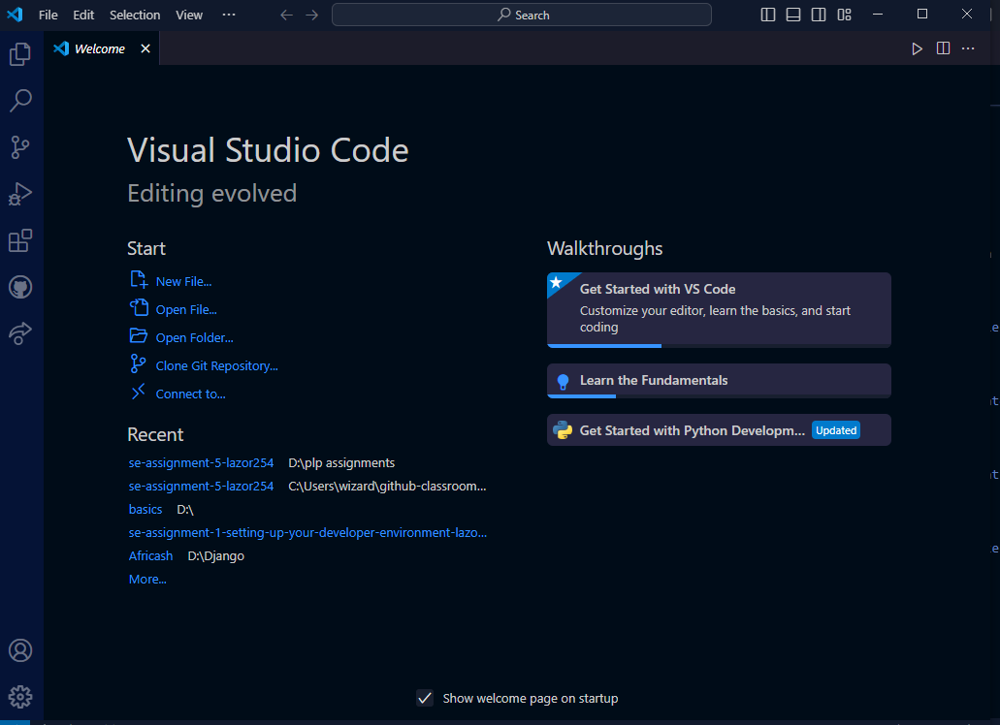 File Edit Selection View ··· Search
Welcome
Visual Studio Code
Editing evolved
Start
New File...
Open File...
Open Folder...
Clone Git Repository...
Connect to...
Recent
se-assignment-5-lazor254 D:\plp assignments
se-assignment-5-lazor254 C:\Users\wizard\github-classroom...
basics D:\
se-assignment-1-setting-up-your-developer-environment-lazo...
Africash D:\Django
More...
Walkthroughs
Get Started with VS Code
Customize your editor, learn the basics, and start
coding
Learn the Fundamentals
Get Started with Python Developm... Updated
Show welcome page on startup